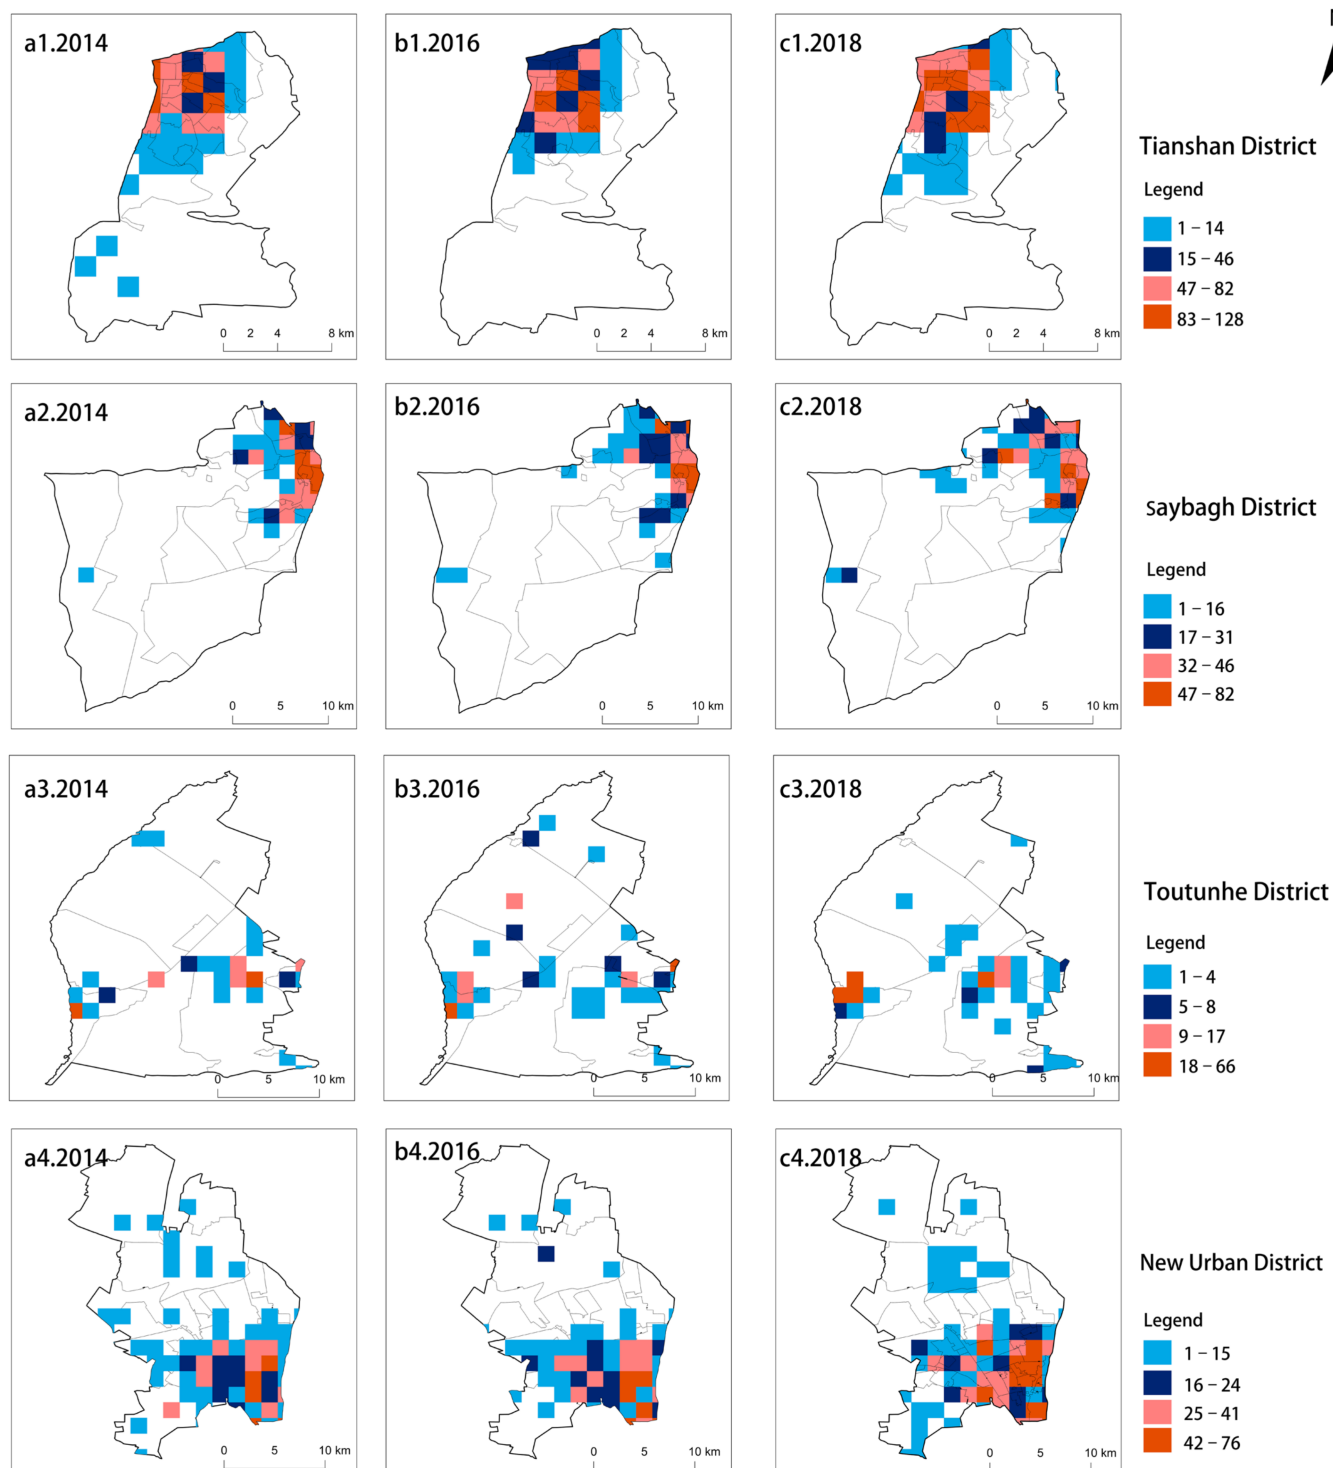 a1.2014
b1.2016
c1.2018
0 2 4 8 km
0 2 4 8 km
0 2 4 8 km
Tianshan District
Legend
1 – 14
15 – 46
47 – 82
83 – 128
a2.2014
b2.2016
c2.2018
0 5 10 km
0 5 10 km
0 5 10 km
saybagh District
Legend
1 – 16
17 – 31
32 – 46
47 – 82
a3.2014
b3.2016
c3.2018
0 5 10 km
0 5 10 km
0 5 10 km
Toutunhe District
Legend
1 – 4
5 – 8
9 – 17
18 – 66
a4.2014
b4.2016
c4.2018
0 5 10 km
0 5 10 km
0 5 10 km
New Urban District
Legend
1 – 15
16 – 24
25 – 41
42 – 76